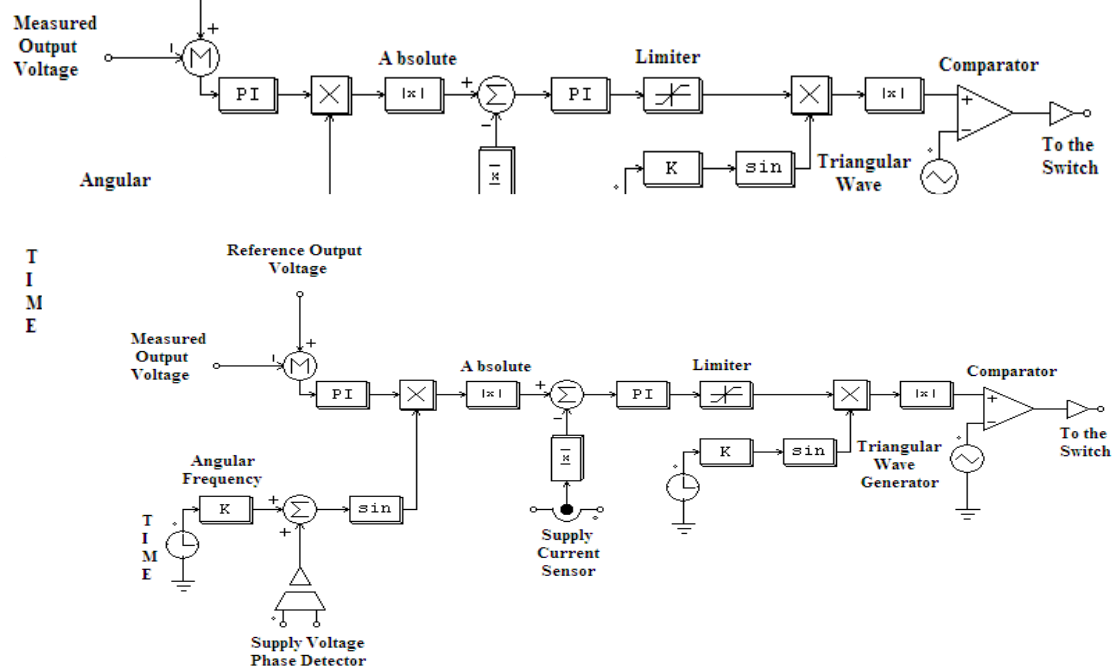 Measured
Output
Voltage
+
-
M
PI
A bsolute
|x|
+
Σ
-
x
PI
Limiter
K
sin
|x|
Comparator
+
-
Triangular
Wave
To the
Switch
Angular
T
I
M
E
Reference Output
Voltage
Measured
Output
Voltage
+
-
M
PI
A bsolute
|x|
+
Σ
-
x
PI
Limiter
|x|
Comparator
+
-
To the
Switch
K
sin
Triangular
Wave
Generator
Angular
Frequency
K
+
Σ
+
sin
T
I
M
E
Supply
Current
Sensor
Supply Voltage
Phase Detector